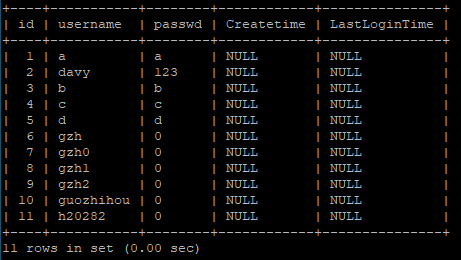 +----+-----------+--------+------------+---------------+
| id | username  | passwd | Createtime | LastLoginTime |
+----+-----------+--------+------------+---------------+
|  1 | a         | a      | NULL       | NULL          |
|  2 | davy      | 123    | NULL       | NULL          |
|  3 | b         | b      | NULL       | NULL          |
|  4 | c         | c      | NULL       | NULL          |
|  5 | d         | d      | NULL       | NULL          |
|  6 | gzh       | 0      | NULL       | NULL          |
|  7 | gzh0      | 0      | NULL       | NULL          |
|  8 | gzh1      | 0      | NULL       | NULL          |
|  9 | gzh2      | 0      | NULL       | NULL          |
| 10 | guozhihou | 0      | NULL       | NULL          |
| 11 | h20282    | 0      | NULL       | NULL          |
+----+-----------+--------+------------+---------------+
11 rows in set (0.00 sec)